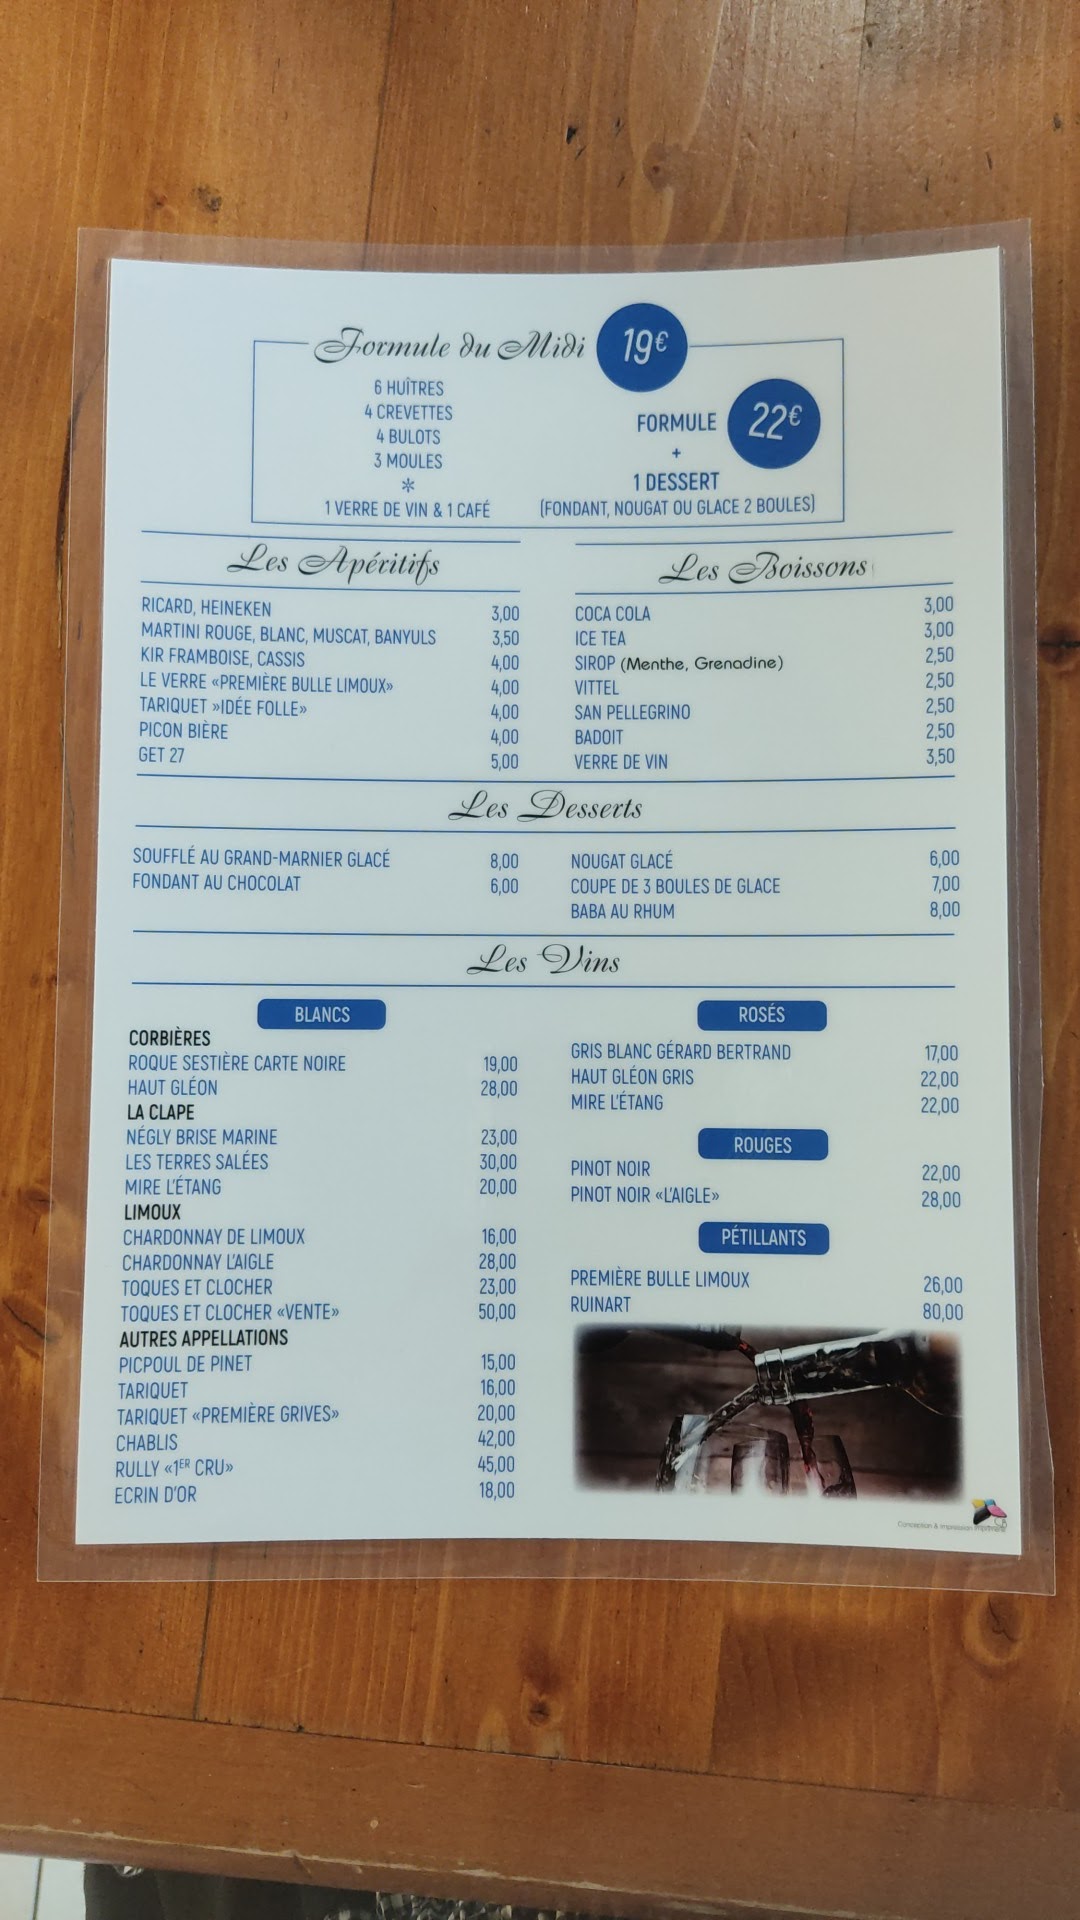 Formule du Midi 19€
6 HUÎTRES
4 CREVETTES
4 BULOTS
3 MOULES
*
1 VERRE DE VIN & 1 CAFÉ
FORMULE 22€
+
1 DESSERT
(FONDANT, NOUGAT OU GLACE 2 BOULES)
Les Apéritifs
RICARD, HEINEKEN 3,00
MARTINI ROUGE, BLANC, MUSCAT, BANYULS 3,50
KIR FRAMBOISE, CASSIS 4,00
LE VERRE «PREMIÈRE BULLE LIMOUX» 4,00
TARIQUET »IDÉE FOLLE» 4,00
PICON BIÈRE 4,00
GET 27 5,00
Les Boissons
COCA COLA 3,00
ICE TEA 3,00
SIROP (Menthe, Grenadine) 2,50
VITTEL 2,50
SAN PELLEGRINO 2,50
BADOIT 2,50
VERRE DE VIN 3,50
Les Desserts
SOUFFLÉ AU GRAND-MARNIER GLACÉ 8,00
FONDANT AU CHOCOLAT 6,00
NOUGAT GLACÉ 6,00
COUPE DE 3 BOULES DE GLACE 7,00
BABA AU RHUM 8,00
Les Vins
BLANCS
CORBIÈRES
ROQUE SESTIÈRE CARTE NOIRE 19,00
HAUT GLÉON 28,00
LA CLAPE
NÉGLY BRISE MARINE 23,00
LES TERRES SALÉES 30,00
MIRE L'ÉTANG 20,00
LIMOUX
CHARDONNAY DE LIMOUX 16,00
CHARDONNAY L'AIGLE 28,00
TOQUES ET CLOCHER 23,00
TOQUES ET CLOCHER «VENTE» 50,00
AUTRES APPELLATIONS
PICPOUL DE PINET 15,00
TARIQUET 16,00
TARIQUET «PREMIÈRE GRIVES» 20,00
CHABLIS 42,00
RULLY «1ER CRU» 45,00
ECRIN D'OR 18,00
ROSÉS
GRIS BLANC GÉRARD BERTRAND 17,00
HAUT GLÉON GRIS 22,00
MIRE L'ÉTANG 22,00
ROUGES
PINOT NOIR 22,00
PINOT NOIR «L'AIGLE» 28,00
PÉTILLANTS
PREMIÈRE BULLE LIMOUX 26,00
RUINART 80,00
Conception & Impression